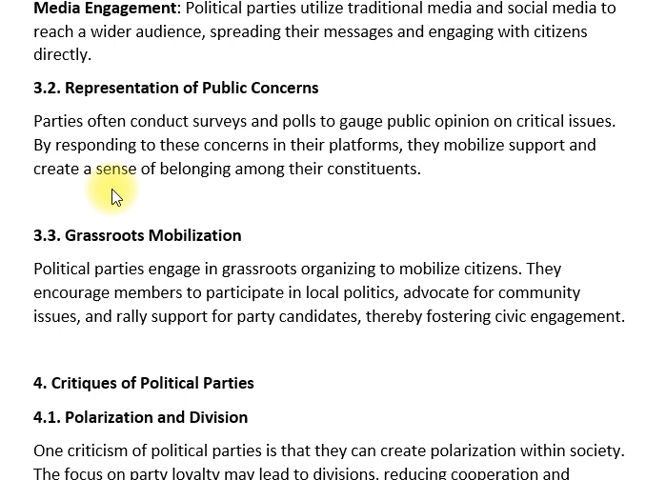 Media Engagement: Political parties utilize traditional media and social media to
reach a wider audience, spreading their messages and engaging with citizens
directly.
3.2. Representation of Public Concerns
Parties often conduct surveys and polls to gauge public opinion on critical issues.
By responding to these concerns in their platforms, they mobilize support and
create a sense of belonging among their constituents.
3.3. Grassroots Mobilization
Political parties engage in grassroots organizing to mobilize citizens. They
encourage members to participate in local politics, advocate for community
issues, and rally support for party candidates, thereby fostering civic engagement.
4. Critiques of Political Parties
4.1. Polarization and Division
One criticism of political parties is that they can create polarization within society.
The focus on party loyalty may lead to divisions, reducing cooperation and